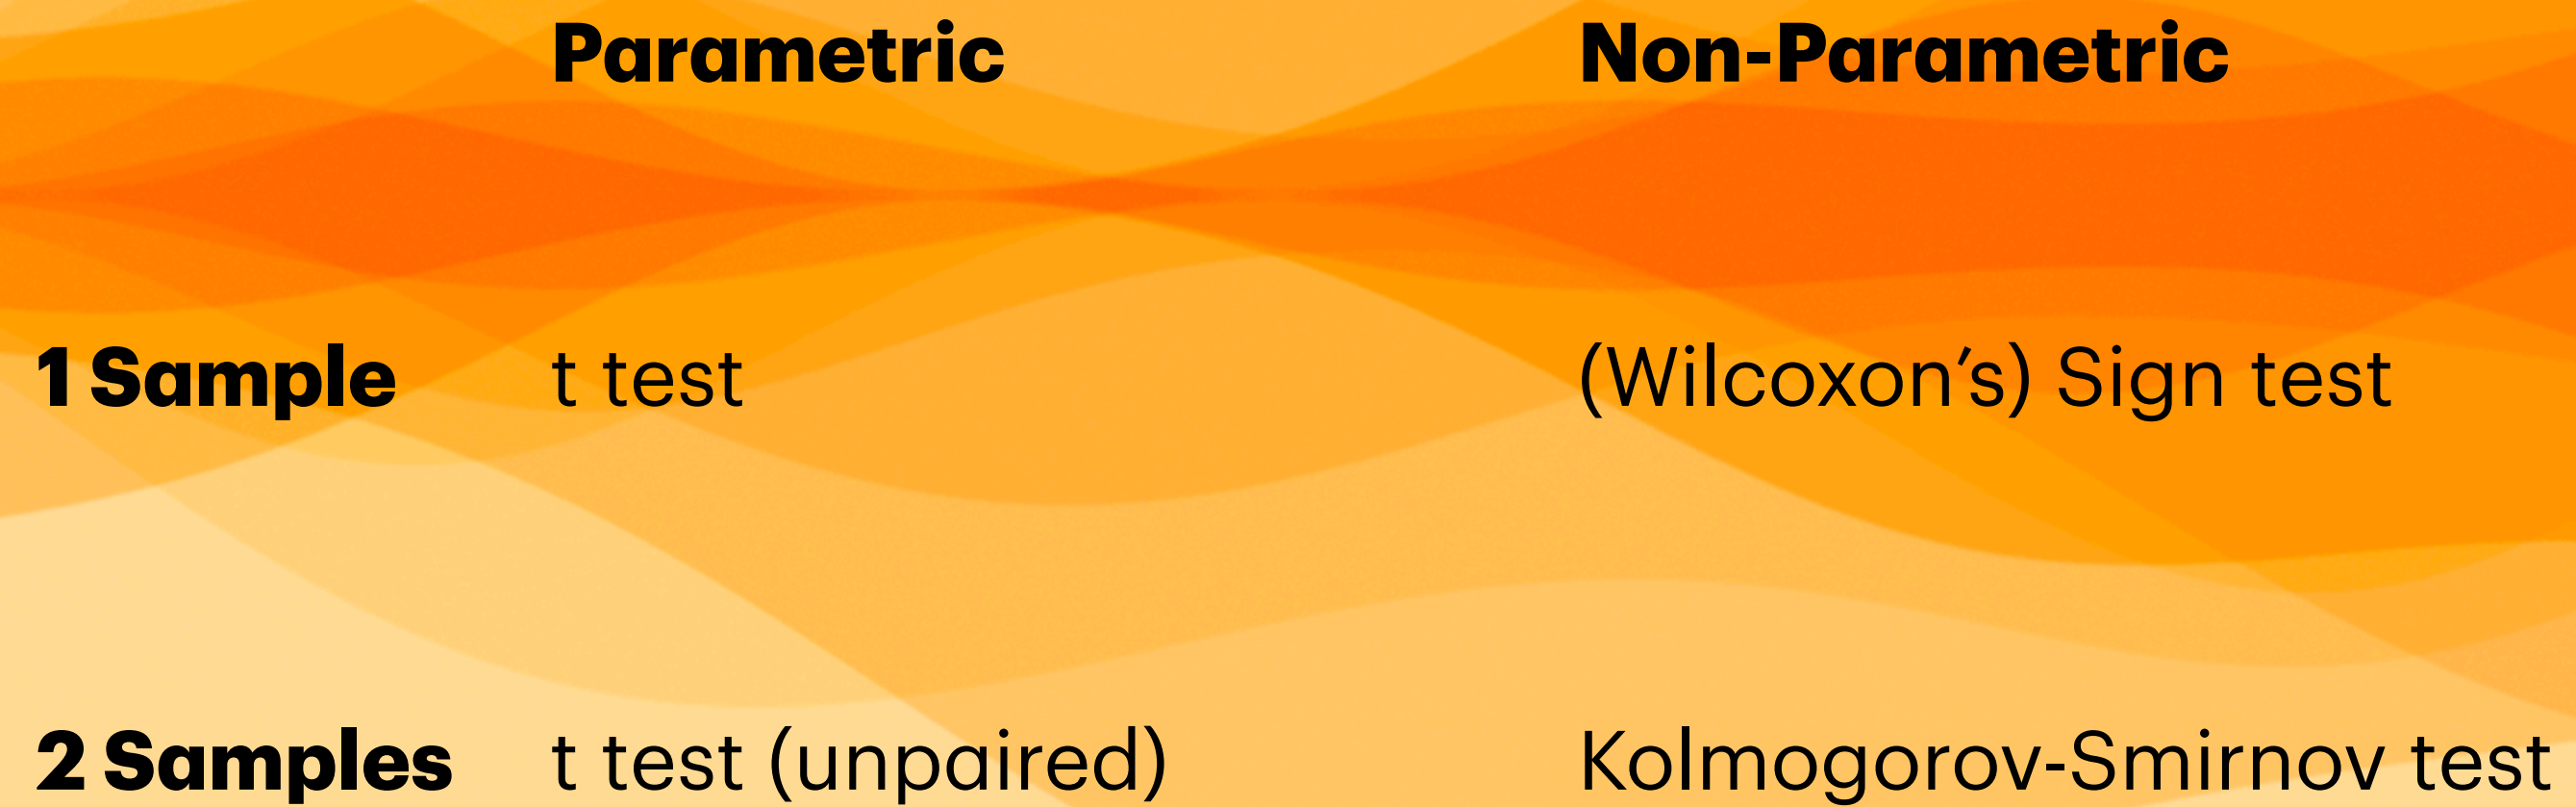 Parametric Non-Parametric
1 Sample t test (Wilcoxon’s) Sign test
2 Samples t test (unpaired) Kolmogorov-Smirnov test